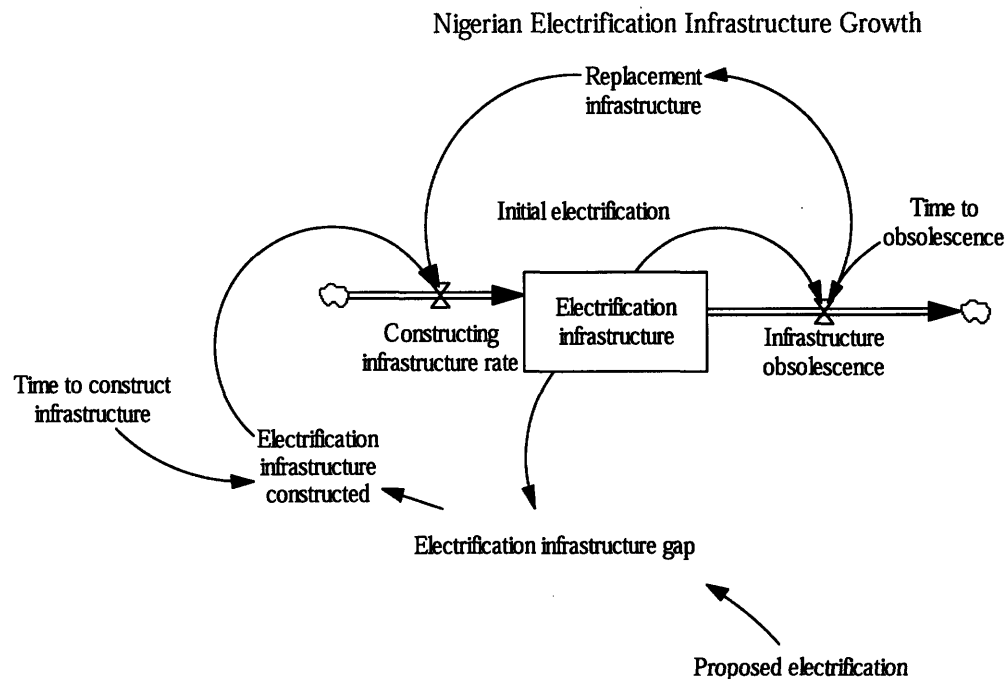 Nigerian Electrification Infrastructure Growth
Replacement
infrastructure
Initial electrification
Time to
obsolescence
Electrification
infrastructure
Constructing
infrastructure rate
Infrastructure
obsolescence
Time to construct
infrastructure
Electrification
infrastructure
constructed
Electrification infrastructure gap
Proposed electrification